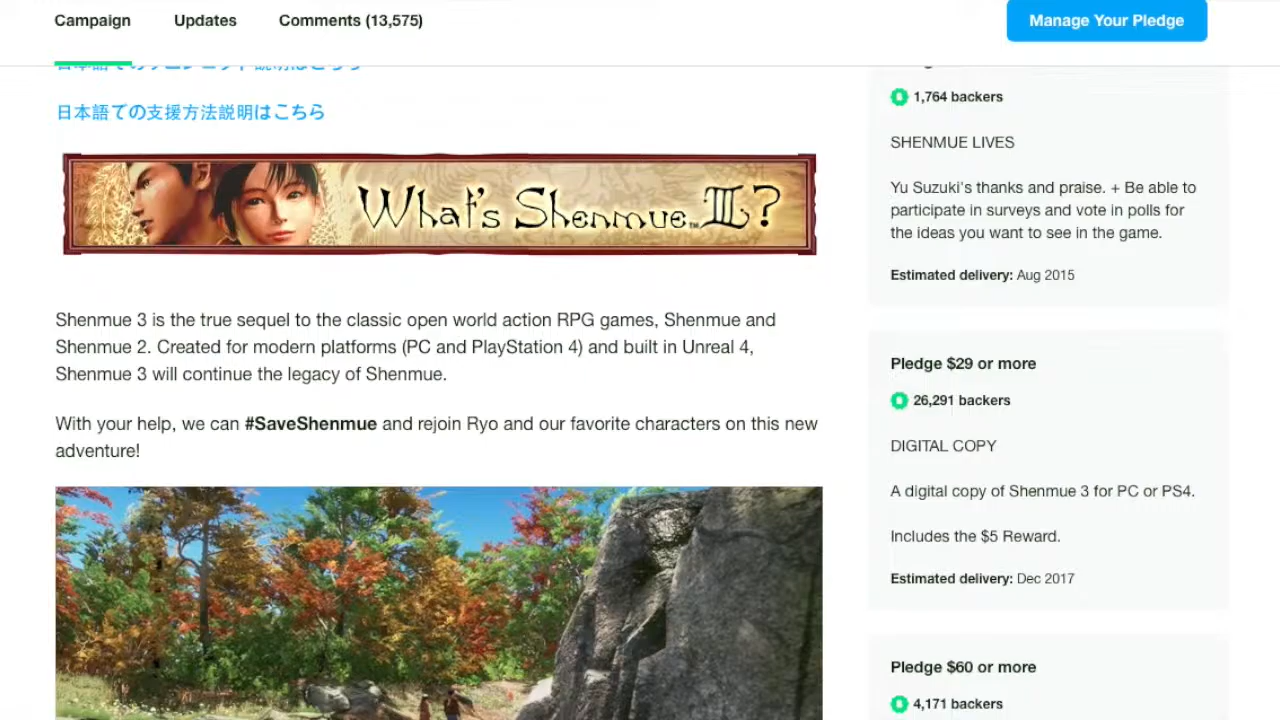 Campaign
Updates
Comments (13,575)
Manage Your Pledge
日本語での支援方法説明はこちら
What's Shenmue™ III?
Shenmue 3 is the true sequel to the classic open world action RPG games, Shenmue and
Shenmue 2. Created for modern platforms (PC and PlayStation 4) and built in Unreal 4,
Shenmue 3 will continue the legacy of Shenmue.
With your help, we can #SaveShenmue and rejoin Ryo and our favorite characters on this new
adventure!
1,764 backers
SHENMUE LIVES
Yu Suzuki's thanks and praise. + Be able to
participate in surveys and vote in polls for
the ideas you want to see in the game.
Estimated delivery: Aug 2015
Pledge $29 or more
26,291 backers
DIGITAL COPY
A digital copy of Shenmue 3 for PC or PS4.
Includes the $5 Reward.
Estimated delivery: Dec 2017
Pledge $60 or more
4,171 backers